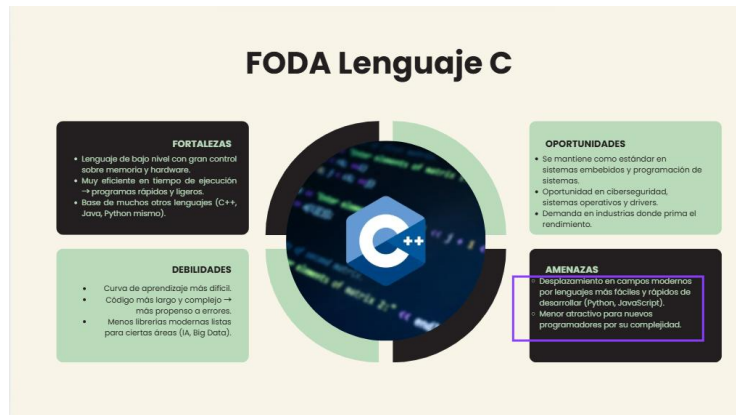 FODA Lenguaje C
FORTALEZAS
• Lenguaje de bajo nivel con gran control
sobre memoria y hardware.
• Muy eficiente en tiempo de ejecución
→ programas rápidos y ligeros.
• Base de muchos otros lenguajes (C++,
Java, Python mismo).
OPORTUNIDADES
• Se mantiene como estándar en
sistemas embebidos y programación de
sistemas.
• Oportunidad en ciberseguridad,
sistemas operativos y drivers.
• Demanda en industrias donde prima el
rendimiento.
C++
DEBILIDADES
• Curva de aprendizaje más difícil.
• Código más largo y complejo →
más propenso a errores.
• Menos librerías modernas listas
para ciertas áreas (IA, Big Data).
AMENAZAS
○ Desplazamiento en campos modernos
por lenguajes más fáciles y rápidos de
desarrollar (Python, JavaScript).
○ Menor atractivo para nuevos
programadores por su complejidad.